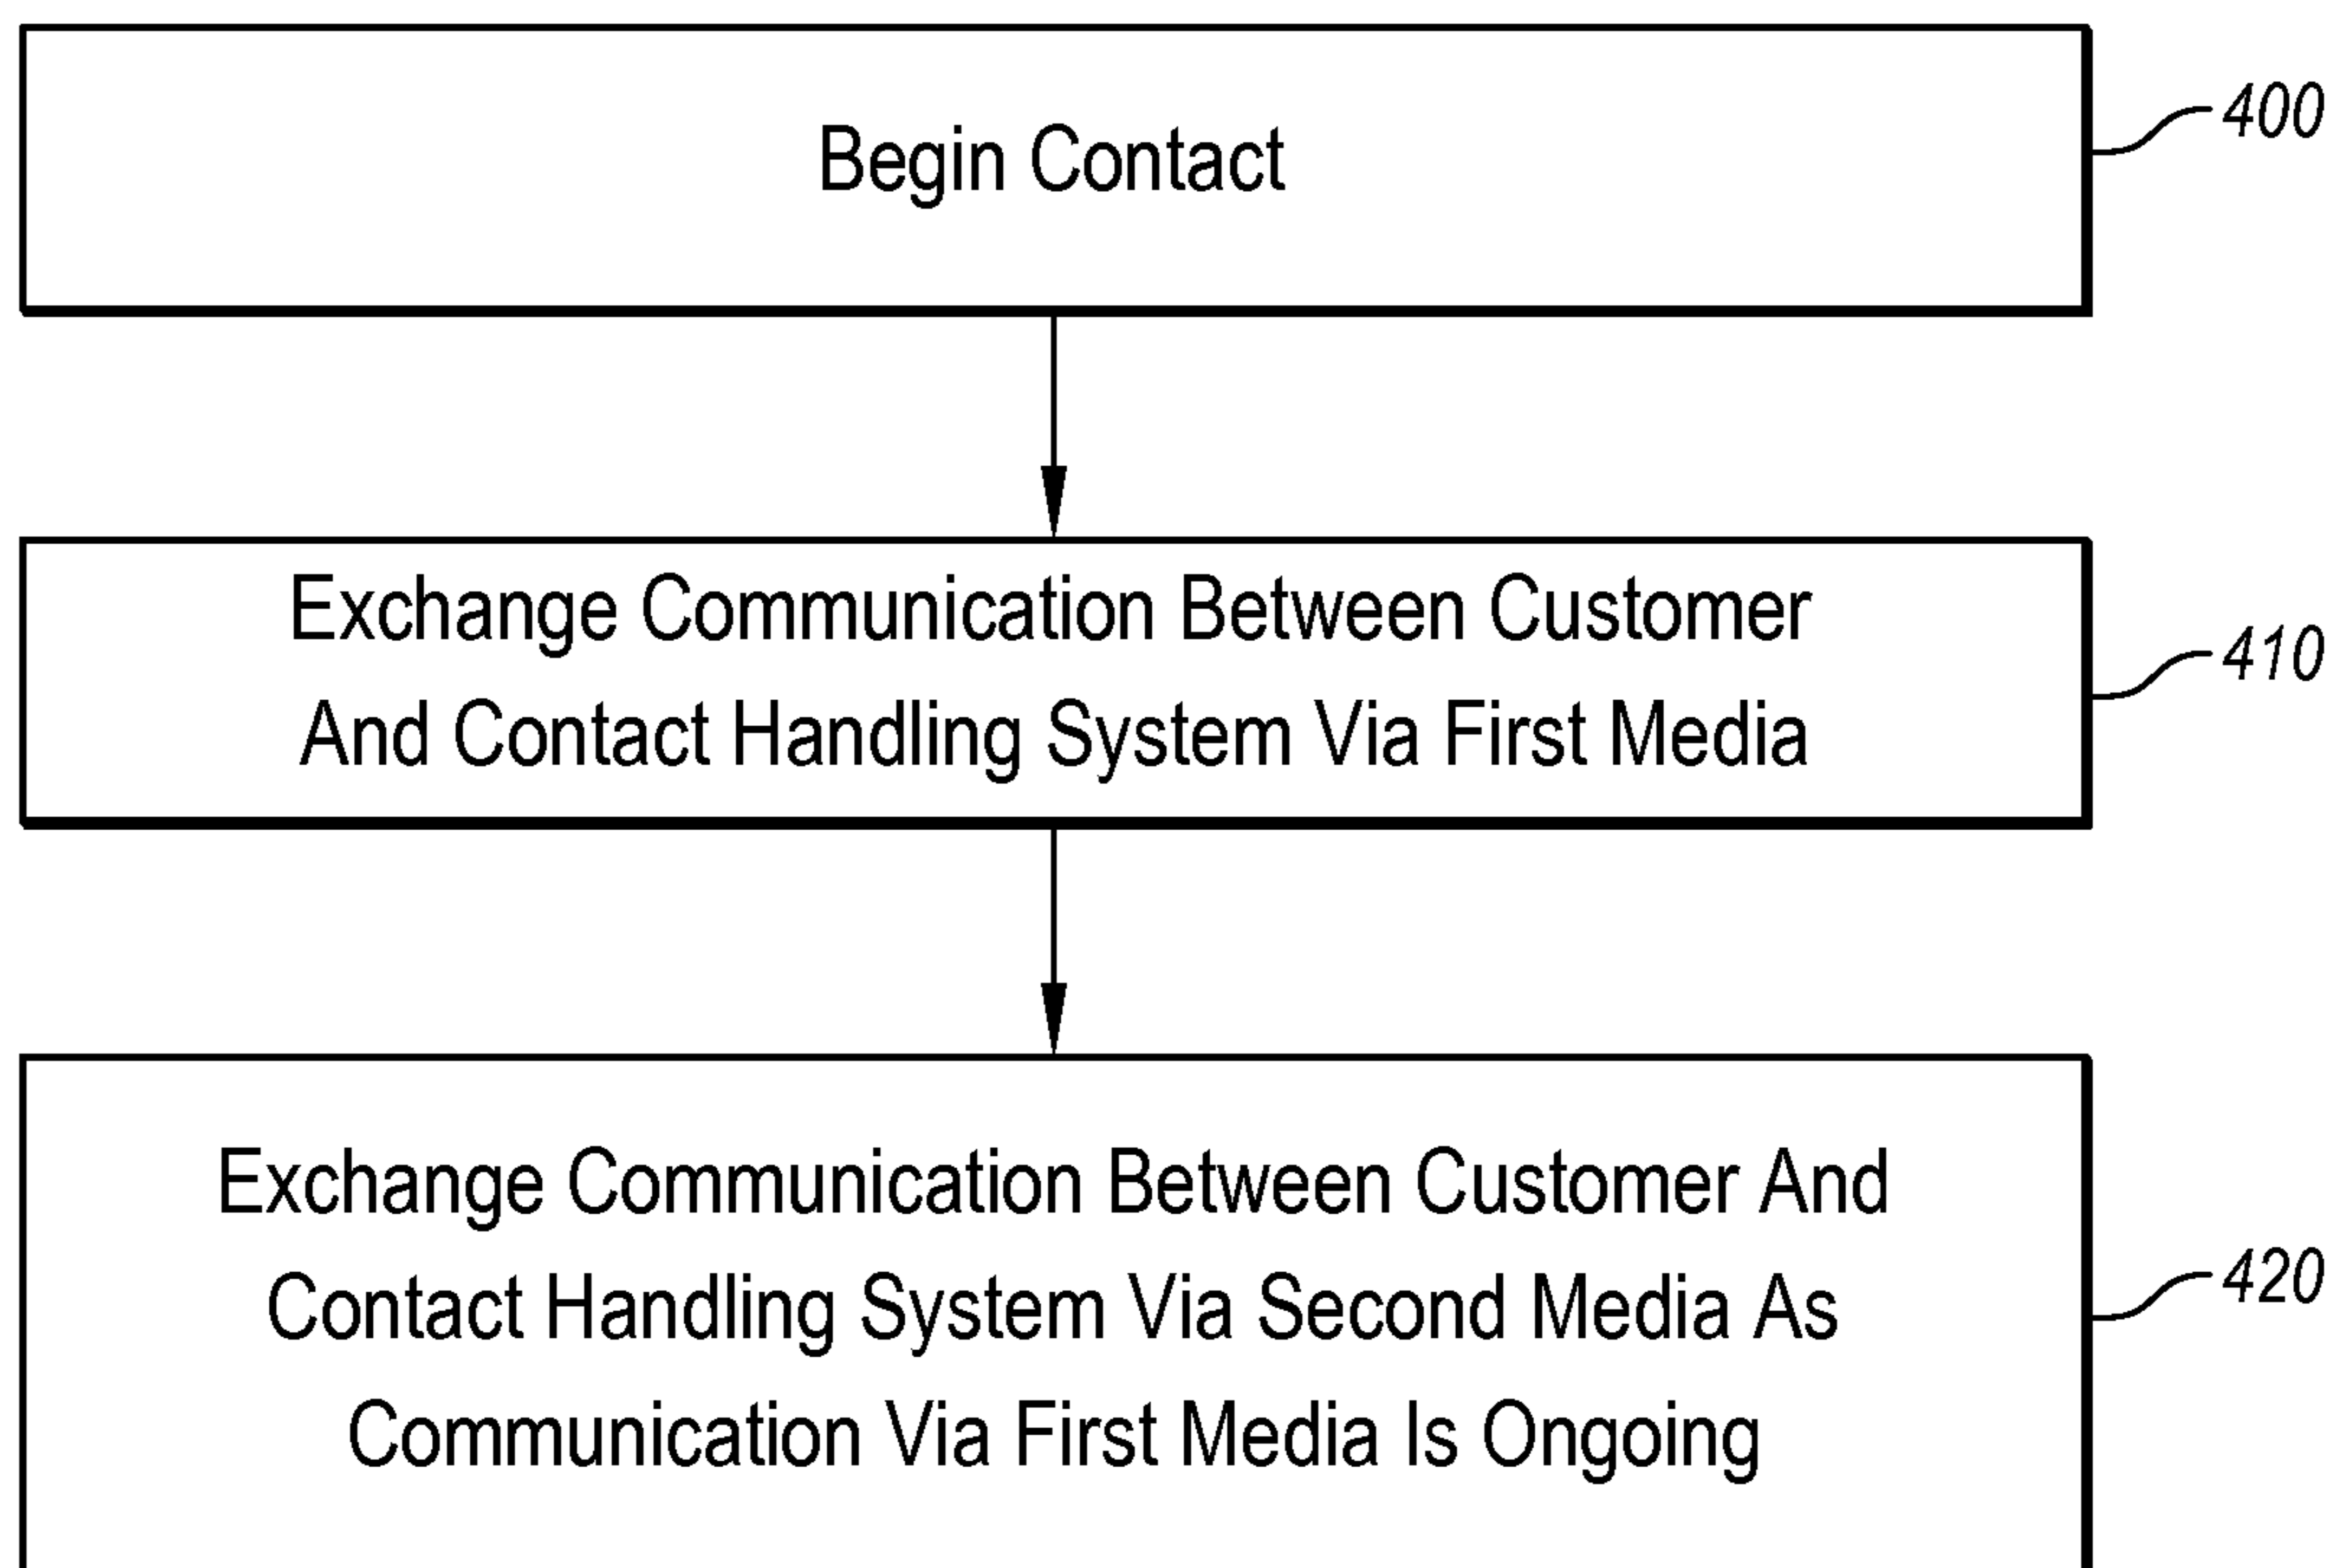 Begin Contact
400
Exchange Communication Between Customer
And Contact Handling System Via First Media
410
Exchange Communication Between Customer And
Contact Handling System Via Second Media As
Communication Via First Media Is Ongoing
420